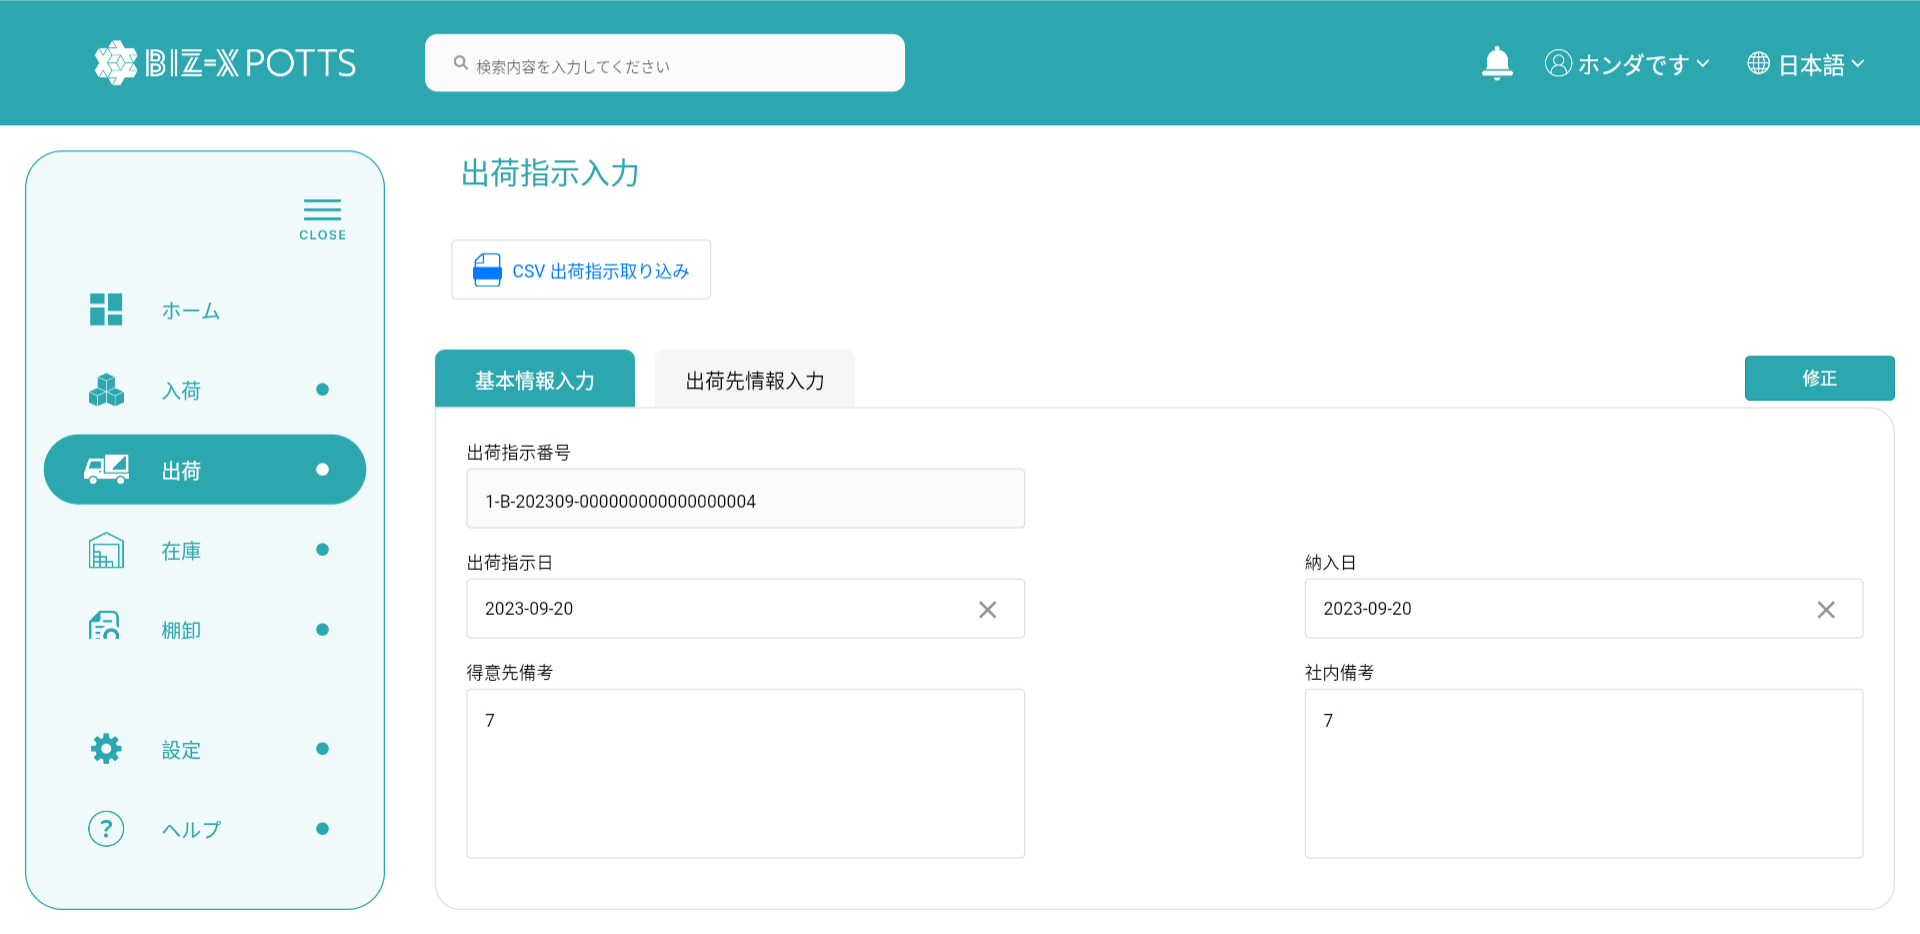 BIZ=X POTTS
検索内容を入力してください
ホンダです
日本語
CLOSE
ホーム
入荷
出荷
在庫
棚卸
設定
ヘルプ
出荷指示入力
CSV 出荷指示取り込み
基本情報入力
出荷先情報入力
修正
出荷指示番号
1-B-202309-000000000000000004
出荷指示日
納入日
2023-09-20
2023-09-20
得意先備考
社内備考
7
7